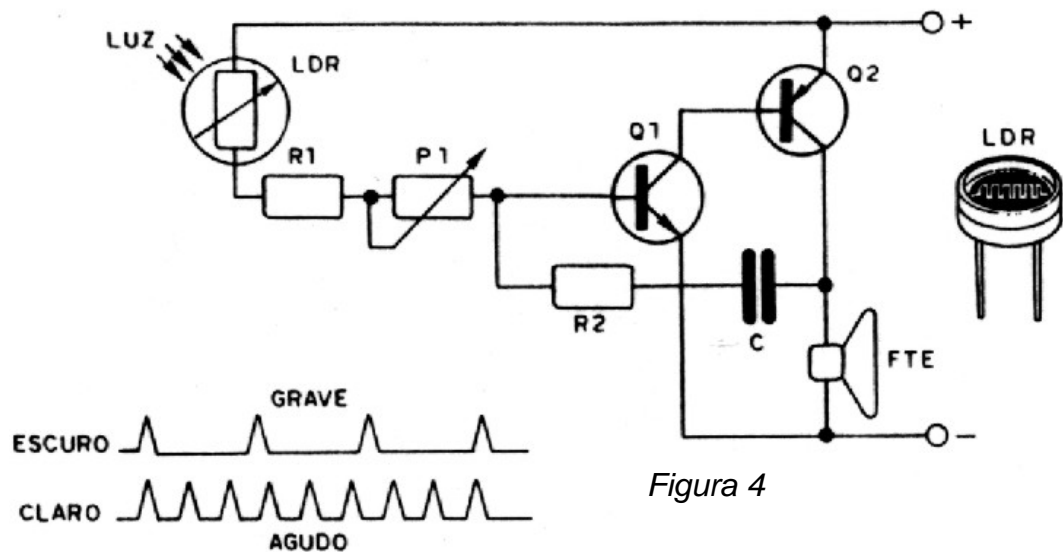 LUZ
LDR
R1
P1
Q1
Q2
+
LDR
R2
C
FTE
-
GRAVE
ESCURO
CLARO
AGUDO
Figura 4